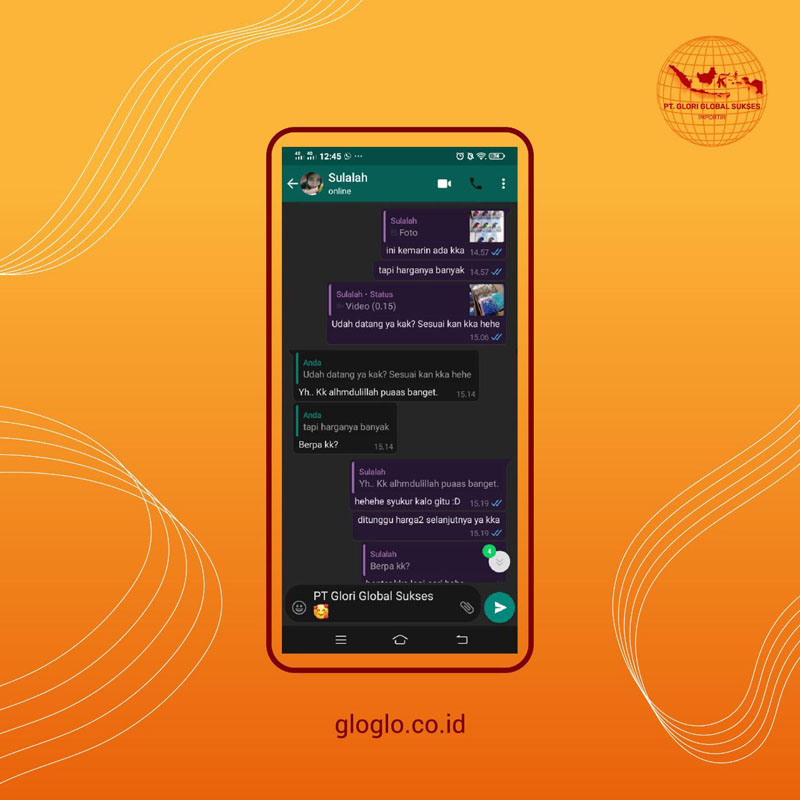 PT. GLORI GLOBAL SUKSES
IMPORTIR
12:45
Sulalah
online
Sulalah
Foto
ini kemarin ada kka 14.57
tapi harganya banyak 14.57
Sulalah • Status
Video (0.15)
Udah datang ya kak? Sesuai kan kka hehe
15.06
Anda
Udah datang ya kak? Sesuai kan kka hehe
Yh.. Kk alhmdulillah puaas banget. 15.14
Anda
tapi harganya banyak
Berpa kk? 15.14
Sulalah
Yh.. Kk alhmdulillah puaas banget.
hehehe syukur kalo gitu :D 15.19
ditunggu harga2 selanjutnya ya kka
15.19
4
Sulalah
Berpa kk?
PT Glori Global Sukses
🥰
gloglo.co.id